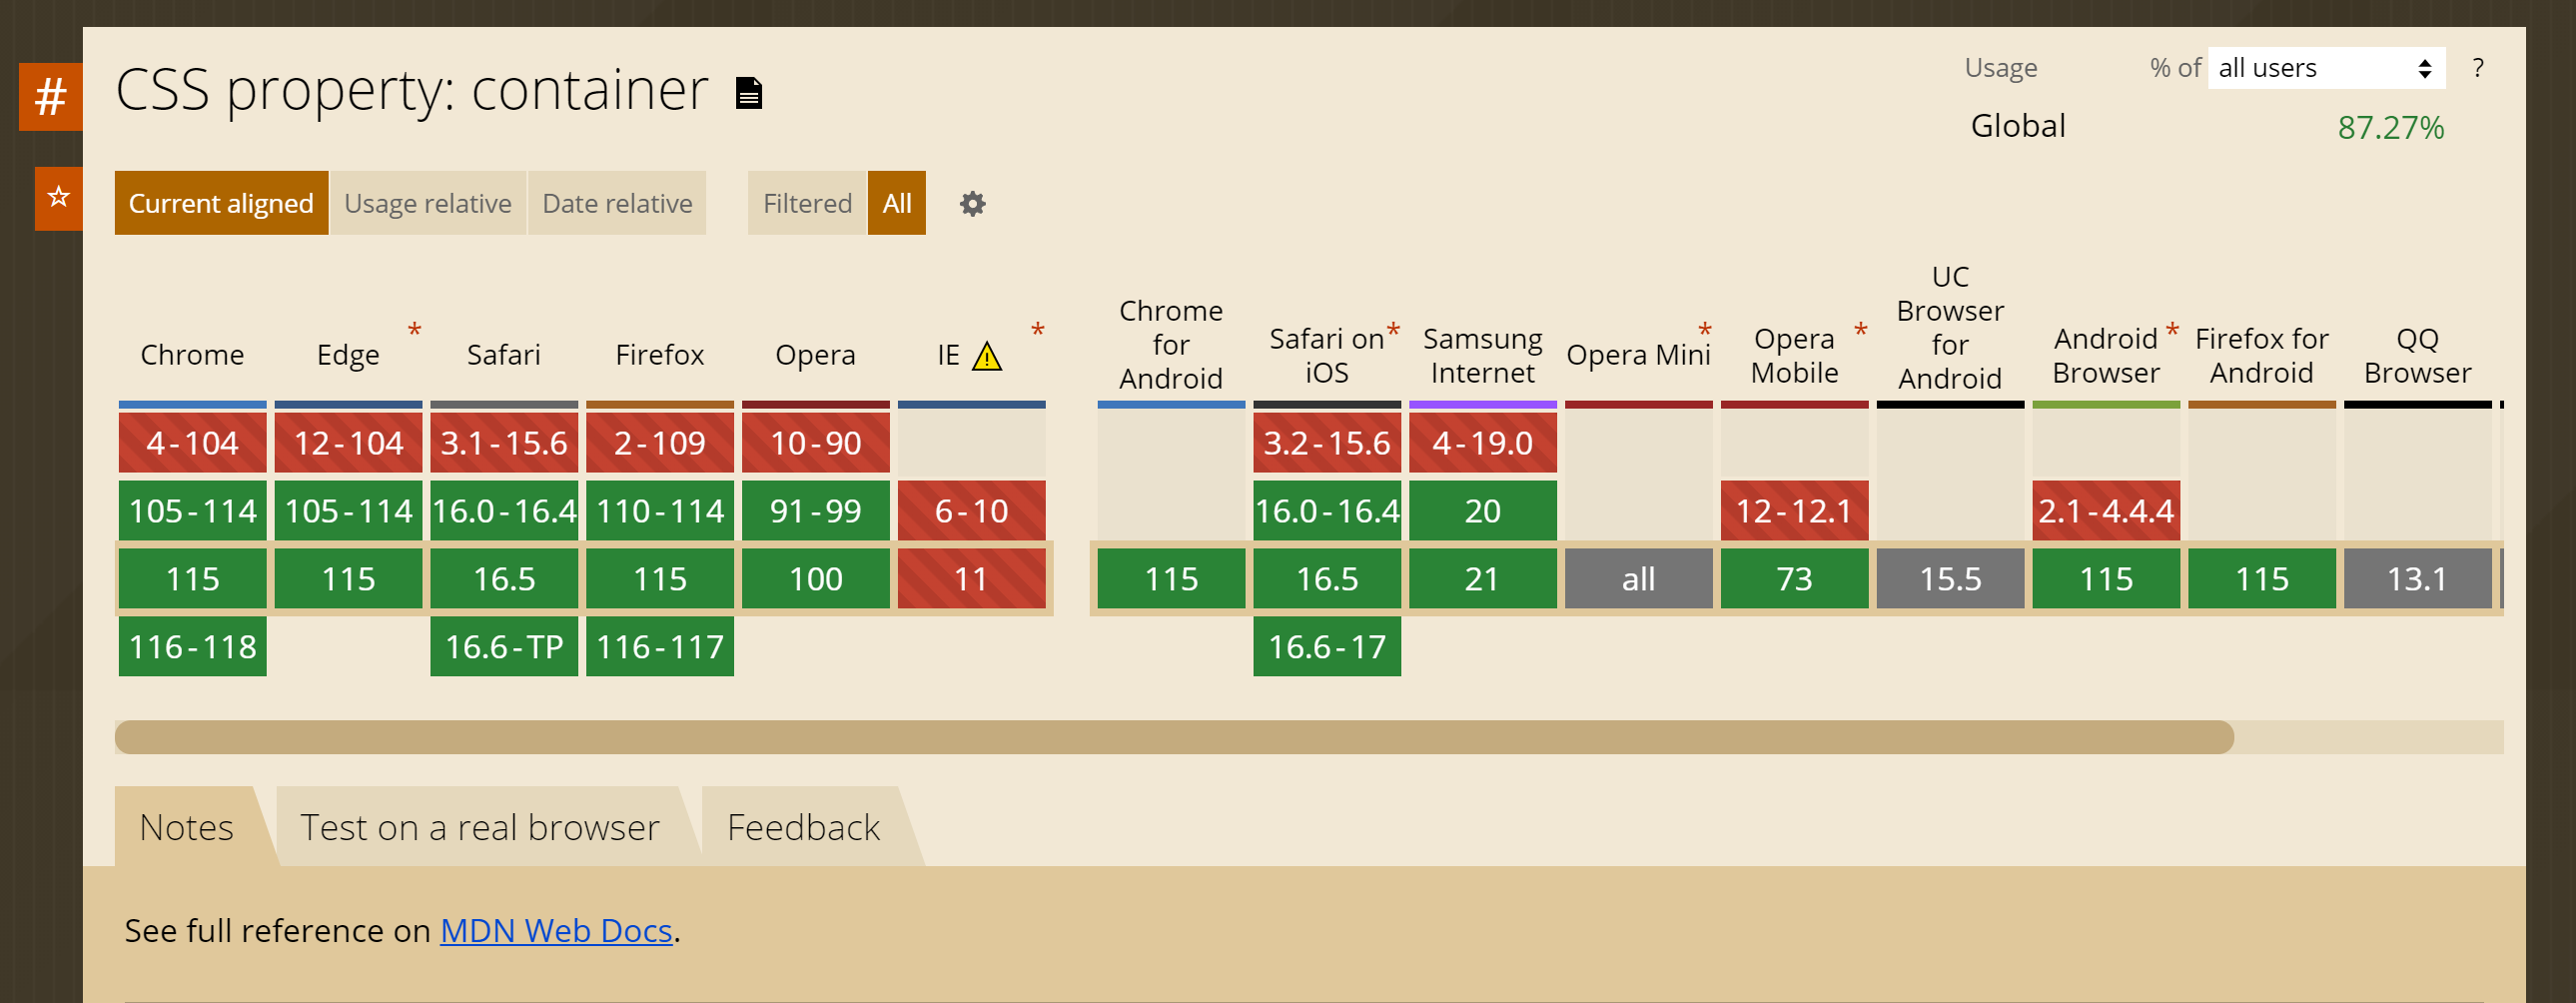 #
CSS property: container
Usage % of all users ?
Global 87.27%
☆
Current aligned Usage relative Date relative Filtered All
Chrome
Edge *
Safari
Firefox
Opera
IE *
Chrome
for
Android
Safari on *
iOS
Samsung
Internet
Opera Mini *
Opera *
Mobile
UC
Browser
for
Android
Android *
Browser
Firefox for
Android
QQ
Browser
4-104 12-104 3.1-15.6 2-109 10-90 3.2-15.6 4-19.0
105-114 105-114 16.0-16.4 110-114 91-99 6-10 16.0-16.4 20 12-12.1 2.1-4.4.4
115 115 16.5 115 100 11 115 16.5 21 all 73 15.5 115 115 13.1
116-118 16.6-TP 116-117 16.6-17
Notes Test on a real browser Feedback
See full reference on MDN Web Docs.